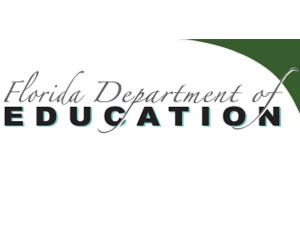 Florida Department of
EDUCATION